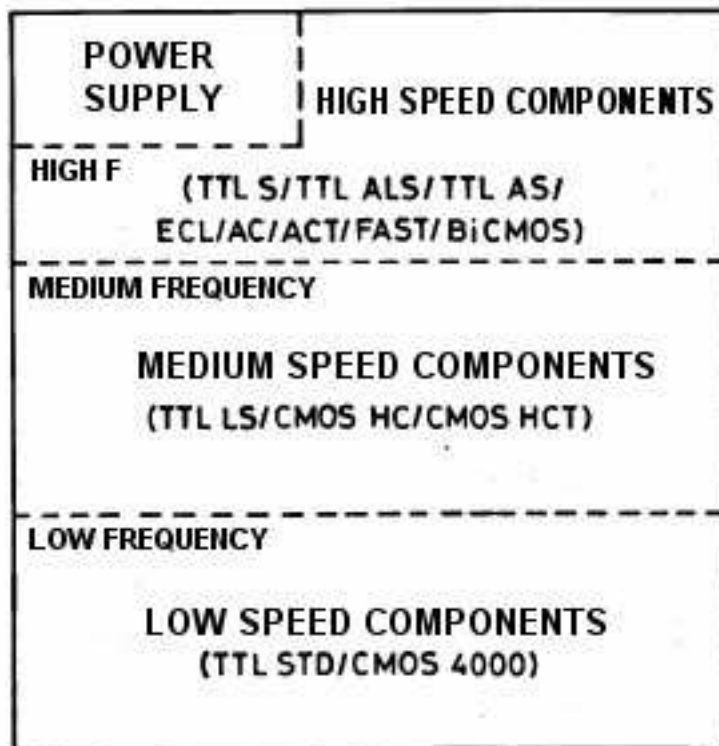 POWER
SUPPLY
HIGH SPEED COMPONENTS
HIGH F
(TTL S/TTL ALS/TTL AS/
ECL/AC/ACT/FAST/BiCMOS)
MEDIUM FREQUENCY
MEDIUM SPEED COMPONENTS
(TTL LS/CMOS HC/CMOS HCT)
LOW FREQUENCY
LOW SPEED COMPONENTS
(TTL STD/CMOS 4000)